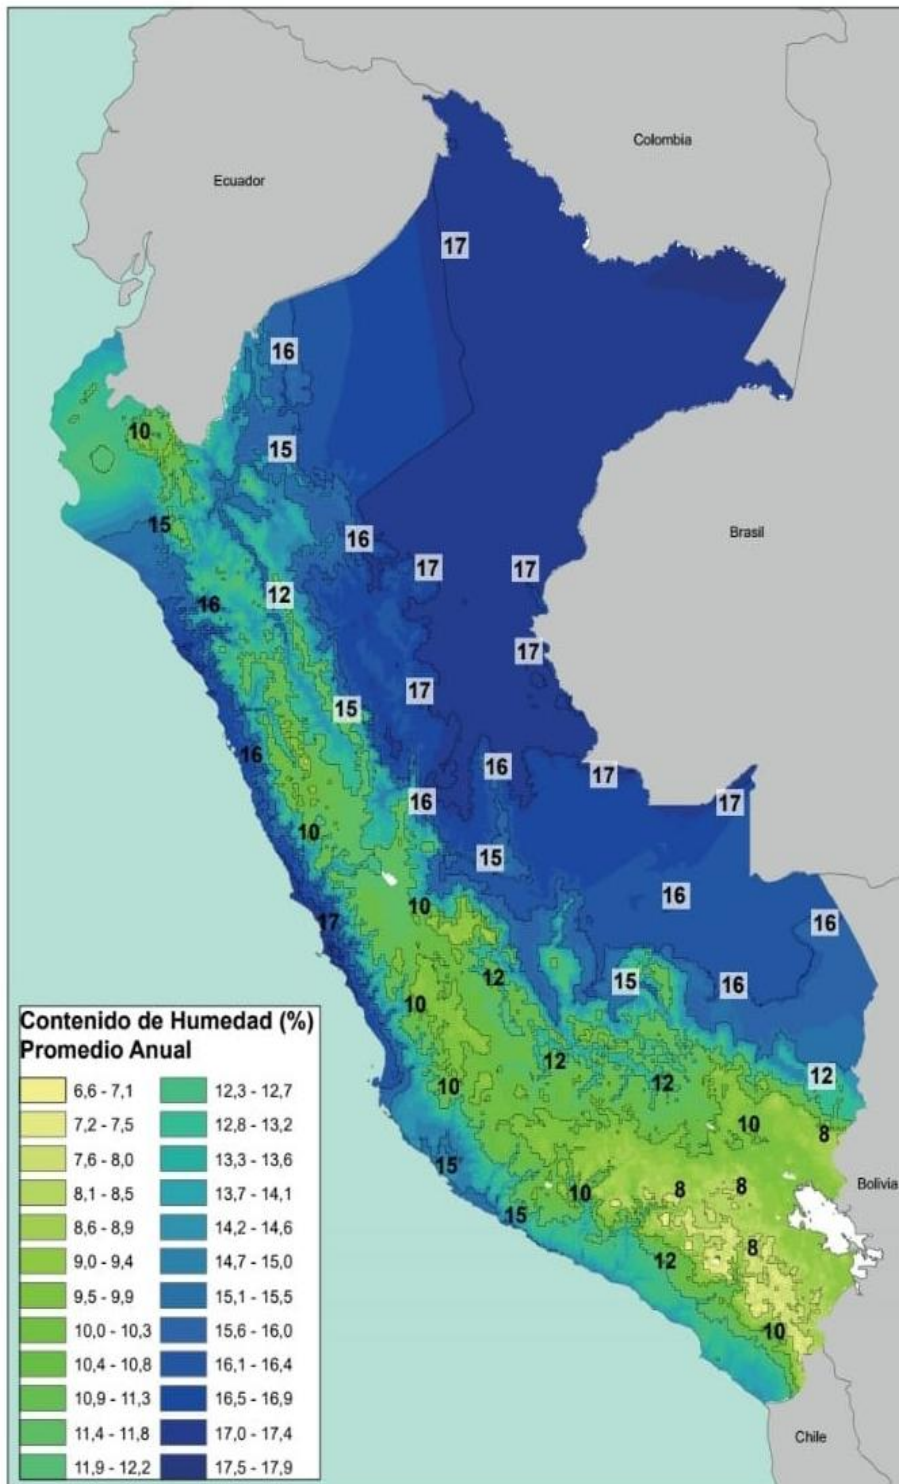 Colombia
Ecuador
17
16
10
15
15
Brasil
16
17
17
12
16
17
17
15
16
16
17
17
16
10
15
16
10
17
16
12
15
16
10
12
12
12
10
10
8
15
10
8
8
Bolivia
15
8
12
10
Chile
Contenido de Humedad (%)
Promedio Anual
6,6 - 7,1
7,2 - 7,5
7,6 - 8,0
8,1 - 8,5
8,6 - 8,9
9,0 - 9,4
9,5 - 9,9
10,0 - 10,3
10,4 - 10,8
10,9 - 11,3
11,4 - 11,8
11,9 - 12,2
12,3 - 12,7
12,8 - 13,2
13,3 - 13,6
13,7 - 14,1
14,2 - 14,6
14,7 - 15,0
15,1 - 15,5
15,6 - 16,0
16,1 - 16,4
16,5 - 16,9
17,0 - 17,4
17,5 - 17,9